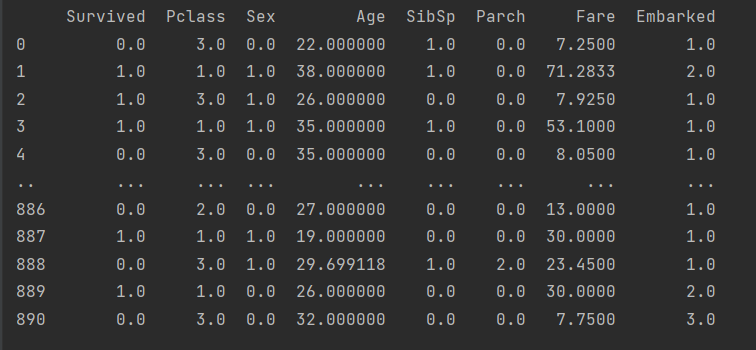 Survived Pclass Sex Age SibSp Parch Fare Embarked
0 0.0 3.0 0.0 22.000000 1.0 0.0 7.2500 1.0
1 1.0 1.0 1.0 38.000000 1.0 0.0 71.2833 2.0
2 1.0 3.0 1.0 26.000000 0.0 0.0 7.9250 1.0
3 1.0 1.0 1.0 35.000000 1.0 0.0 53.1000 1.0
4 0.0 3.0 0.0 35.000000 0.0 0.0 8.0500 1.0
.. ... ... ... ... ... ... ... ...
886 0.0 2.0 0.0 27.000000 0.0 0.0 13.0000 1.0
887 1.0 1.0 1.0 19.000000 0.0 0.0 30.0000 1.0
888 0.0 3.0 1.0 29.699118 1.0 2.0 23.4500 1.0
889 1.0 1.0 0.0 26.000000 0.0 0.0 30.0000 2.0
890 0.0 3.0 0.0 32.000000 0.0 0.0 7.7500 3.0